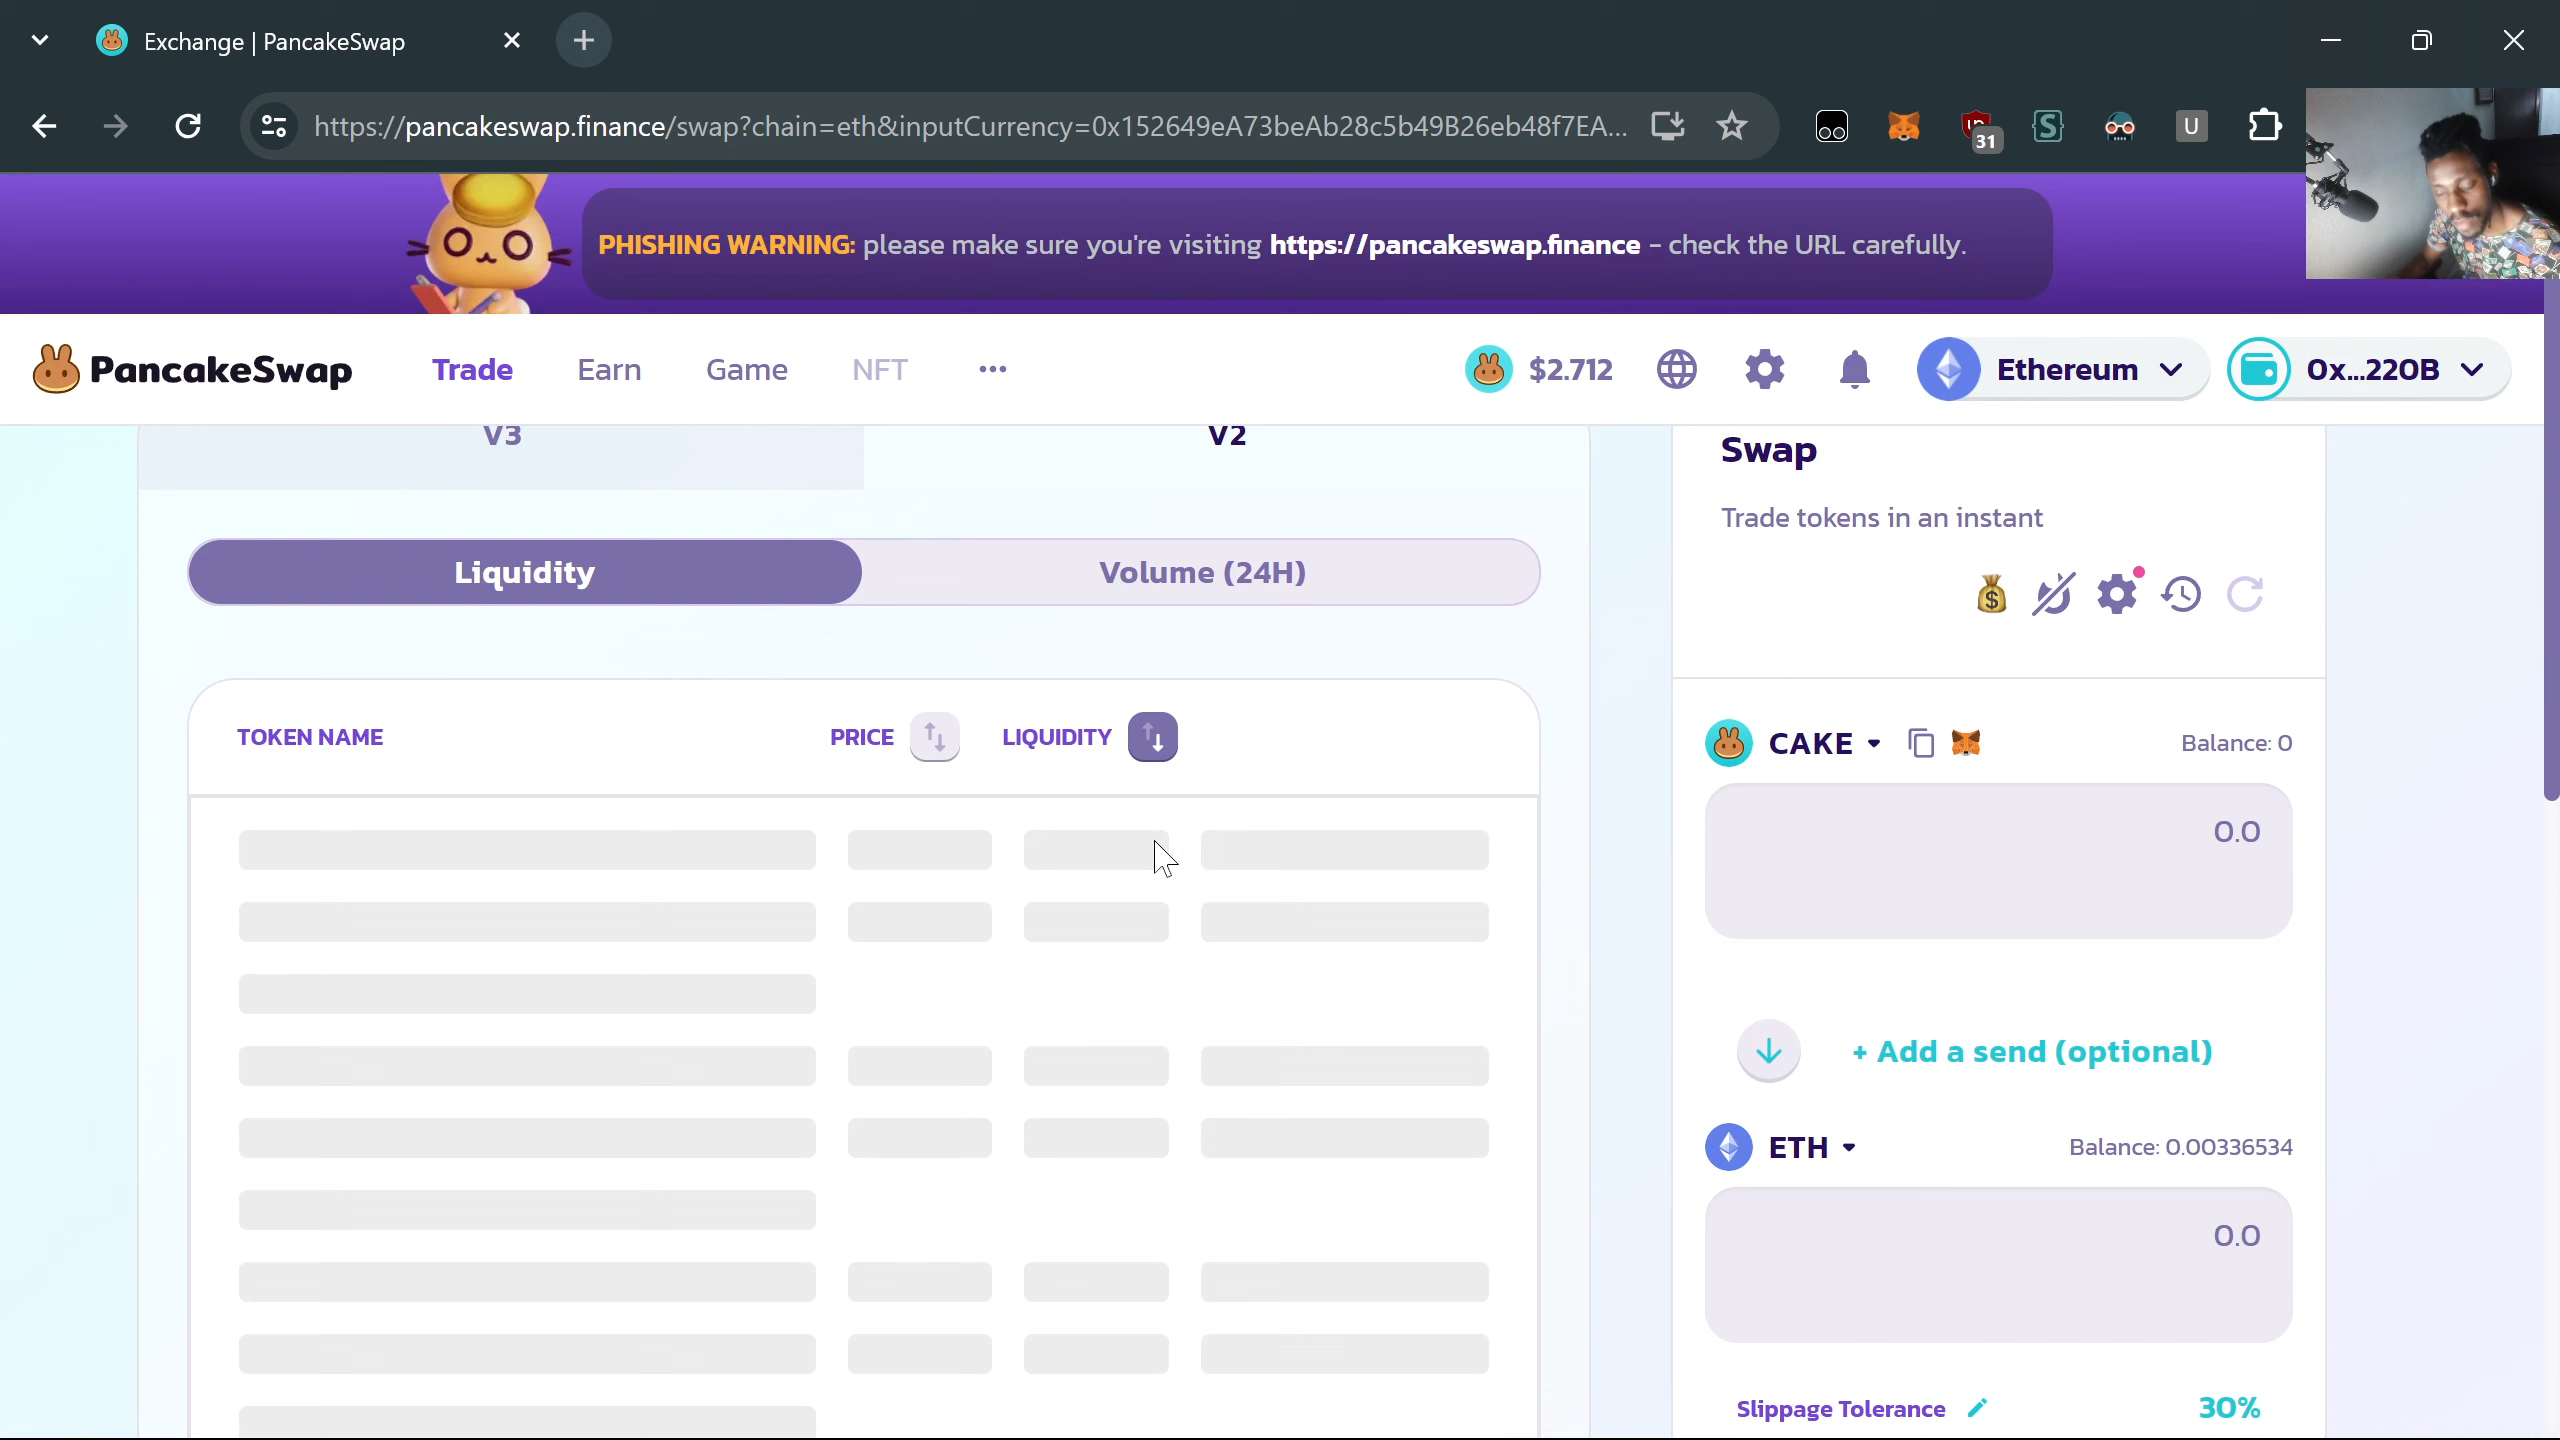 Exchange | PancakeSwap
https://pancakeswap.finance/swap?chain=eth&inputCurrency=0x152649eA73beAb28c5b49B26eb48f7EA...
31
U
PHISHING WARNING: please make sure you're visiting https://pancakeswap.finance - check the URL carefully.
PancakeSwap
Trade
Earn
Game
NFT
$2.712
Ethereum
0x...220B
V3
V2
Liquidity
Volume (24H)
TOKEN NAME
PRICE
LIQUIDITY
Swap
Trade tokens in an instant
CAKE
Balance: 0
0.0
+ Add a send (optional)
ETH
Balance: 0.00336534
0.0
Slippage Tolerance
30%